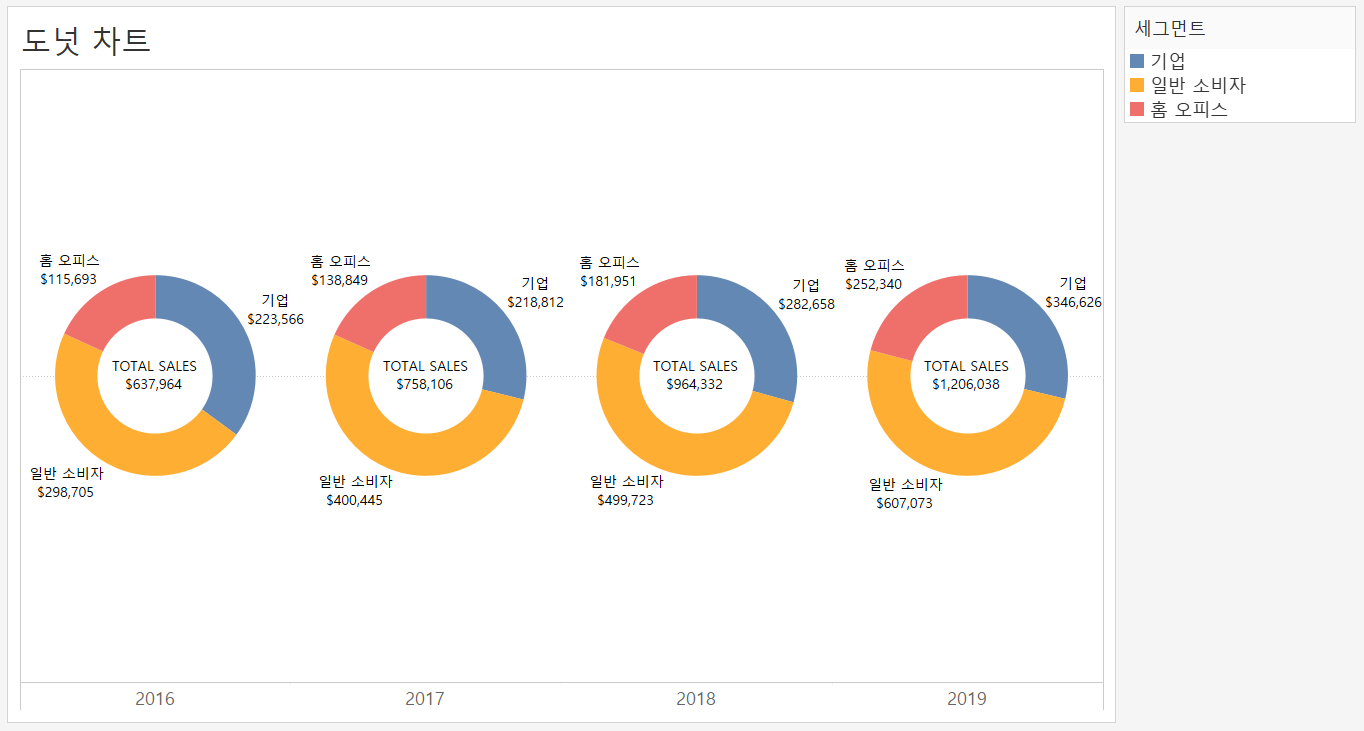 도넛 차트
세그먼트
기업
일반 소비자
홈 오피스
홈 오피스
$115,693
기업
$223,566
TOTAL SALES
$637,964
일반 소비자
$298,705
홈 오피스
$138,849
기업
$218,812
TOTAL SALES
$758,106
일반 소비자
$400,445
홈 오피스
$181,951
기업
$282,658
TOTAL SALES
$964,332
일반 소비자
$499,723
홈 오피스
$252,340
기업
$346,626
TOTAL SALES
$1,206,038
일반 소비자
$607,073
2016
2017
2018
2019